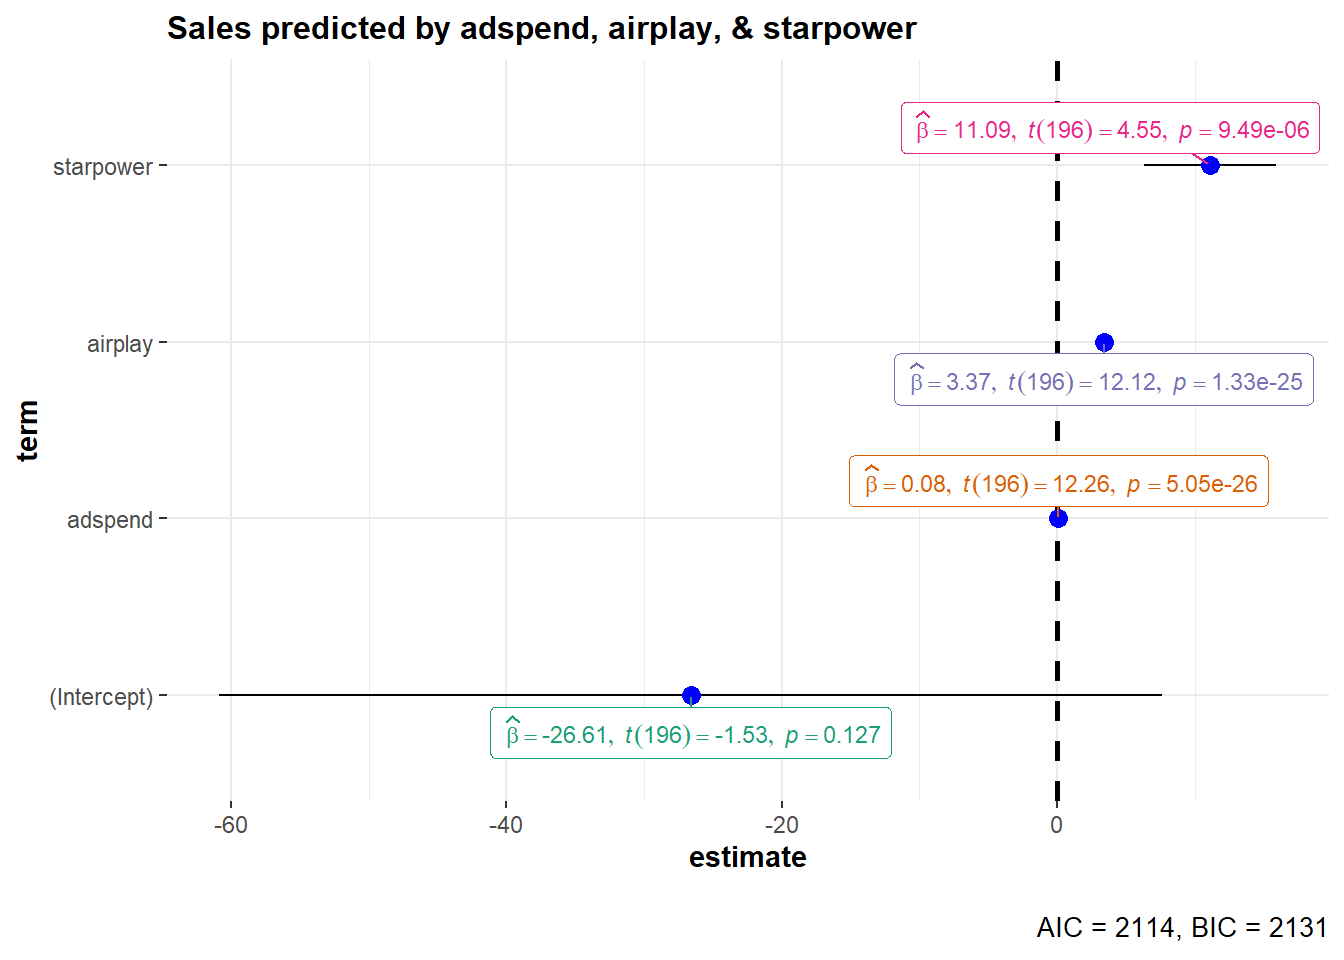 Sales predicted by adspend, airplay, & starpower
β̂ = 11.09, t(196) = 4.55, p = 9.49e-06
starpower
airplay
β̂ = 3.37, t(196) = 12.12, p = 1.33e-25
term
β̂ = 0.08, t(196) = 12.26, p = 5.05e-26
adspend
(Intercept)
β̂ = -26.61, t(196) = -1.53, p = 0.127
-60 -40 -20 0
estimate
AIC = 2114, BIC = 2131